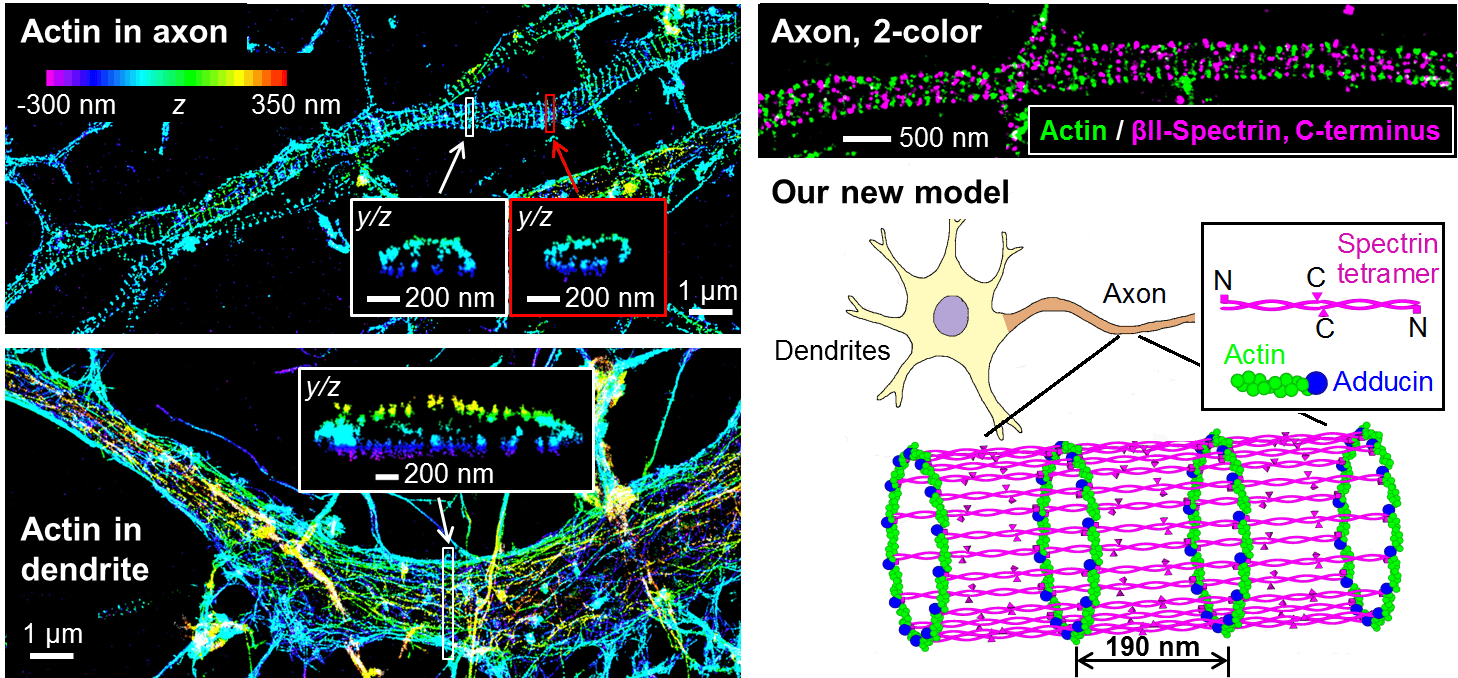 Actin in axon
-300 nm z 350 nm
y/z
200 nm
y/z
200 nm
1 µm
y/z
200 nm
Actin in
dendrite
1 µm
Axon, 2-color
500 nm
Actin / βII-Spectrin, C-terminus
Our new model
Axon
Dendrites
Spectrin
tetramer
N
C
C
N
Actin
Adducin
190 nm